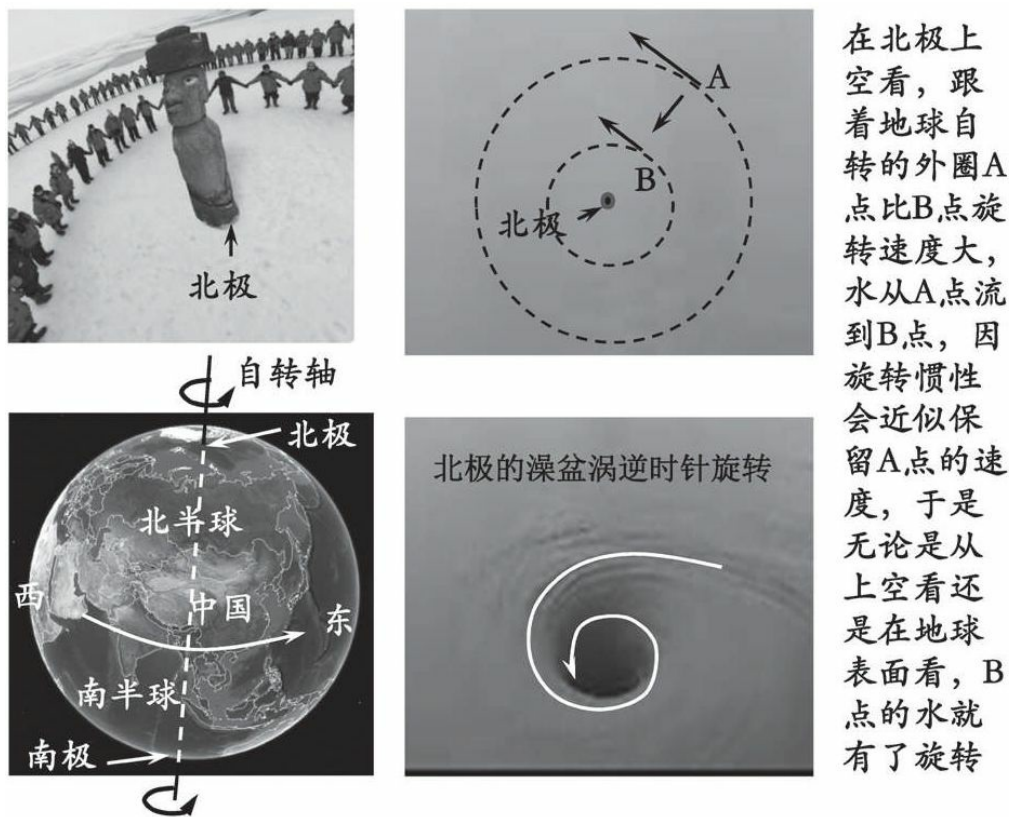 北极
A
B
北极
自转轴
北极
北半球
西
中国
东
南半球
南极
北极的澡盆涡逆时针旋转
在北极上
空看，跟
着地球自
转的外圈A
点比B点旋
转速度大，
水从A点流
到B点，因
旋转惯性
会近似保
留A点的速
度，于是
无论是从
上空看还
是在地球
表面看，B
点的水就
有了旋转